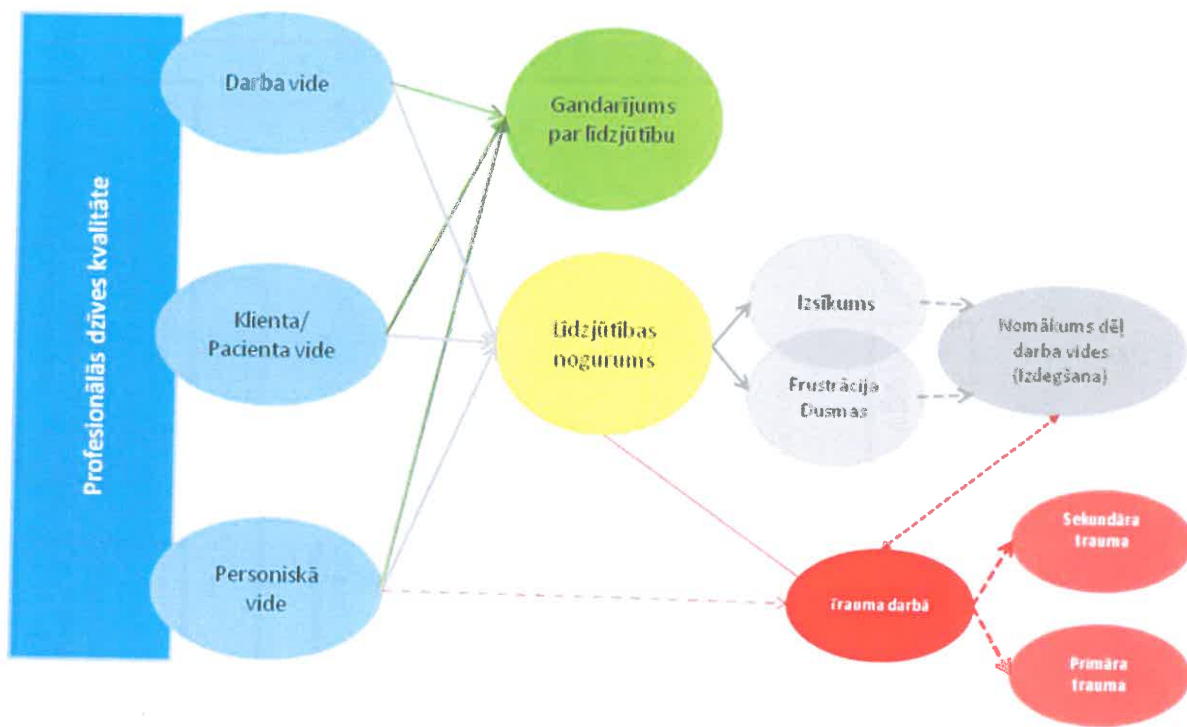 Profesionālās dzīves kvalitāte
Darba vide
Klienta/
Pacienta vide
Personiskā
vide
Gandarījums
par līdzjūtību
Līdzjūtības
nogurums
Izsīkums
Frustrācija
Dusmas
Nomākums dēļ
darba vides
(Izdegšana)
Trauma darbā
Sekundāra
trauma
Primāra
trauma